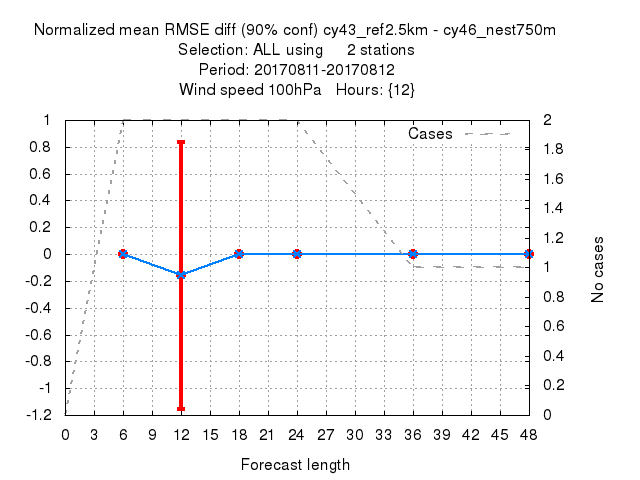 Normalized mean RMSE diff (90% conf) cy43_ref2.5km - cy46_nest750m
Selection: ALL using 2 stations
Period: 20170811-20170812
Wind speed 100hPa Hours: {12}
Cases
1
0.8
0.6
0.4
0.2
0
-0.2
-0.4
-0.6
-0.8
-1
-1.2
2
1.8
1.6
1.4
1.2
1
0.8
0.6
0.4
0.2
0
No cases
0 3 6 9 12 15 18 21 24 27 30 33 36 39 42 45 48
Forecast length